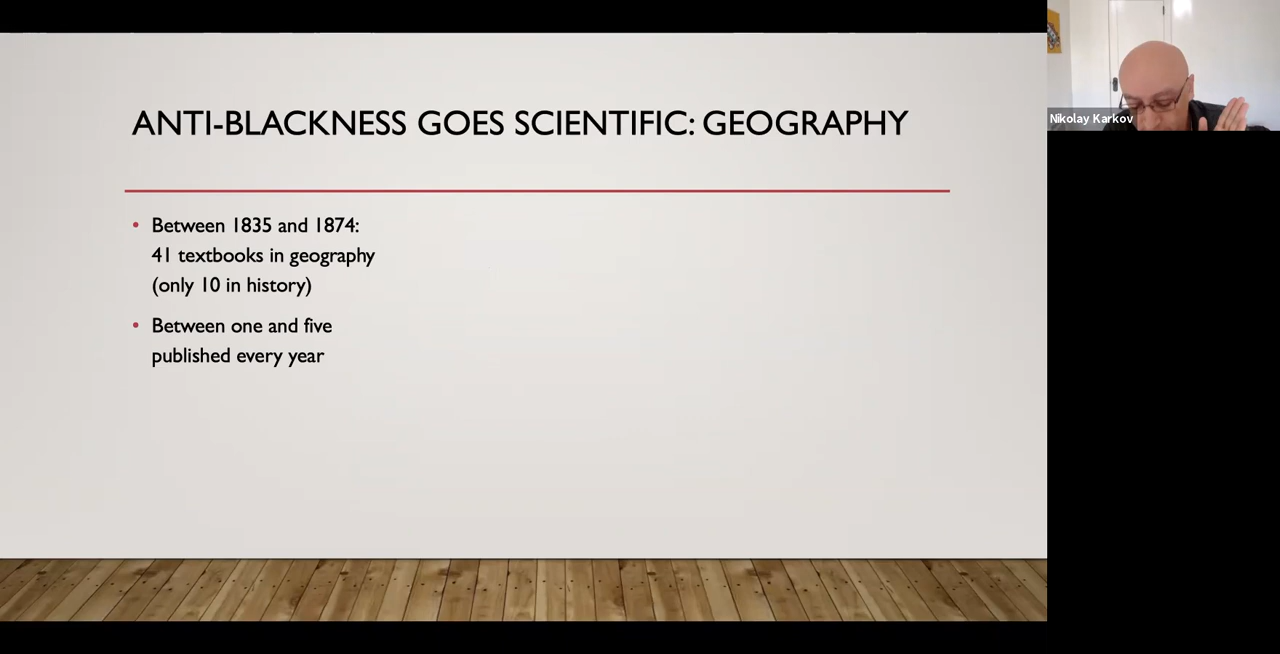 ANTI-BLACKNESS GOES SCIENTIFIC: GEOGRAPHY
• Between 1835 and 1874:
41 textbooks in geography
(only 10 in history)
• Between one and five
published every year
Nikolay Karkov